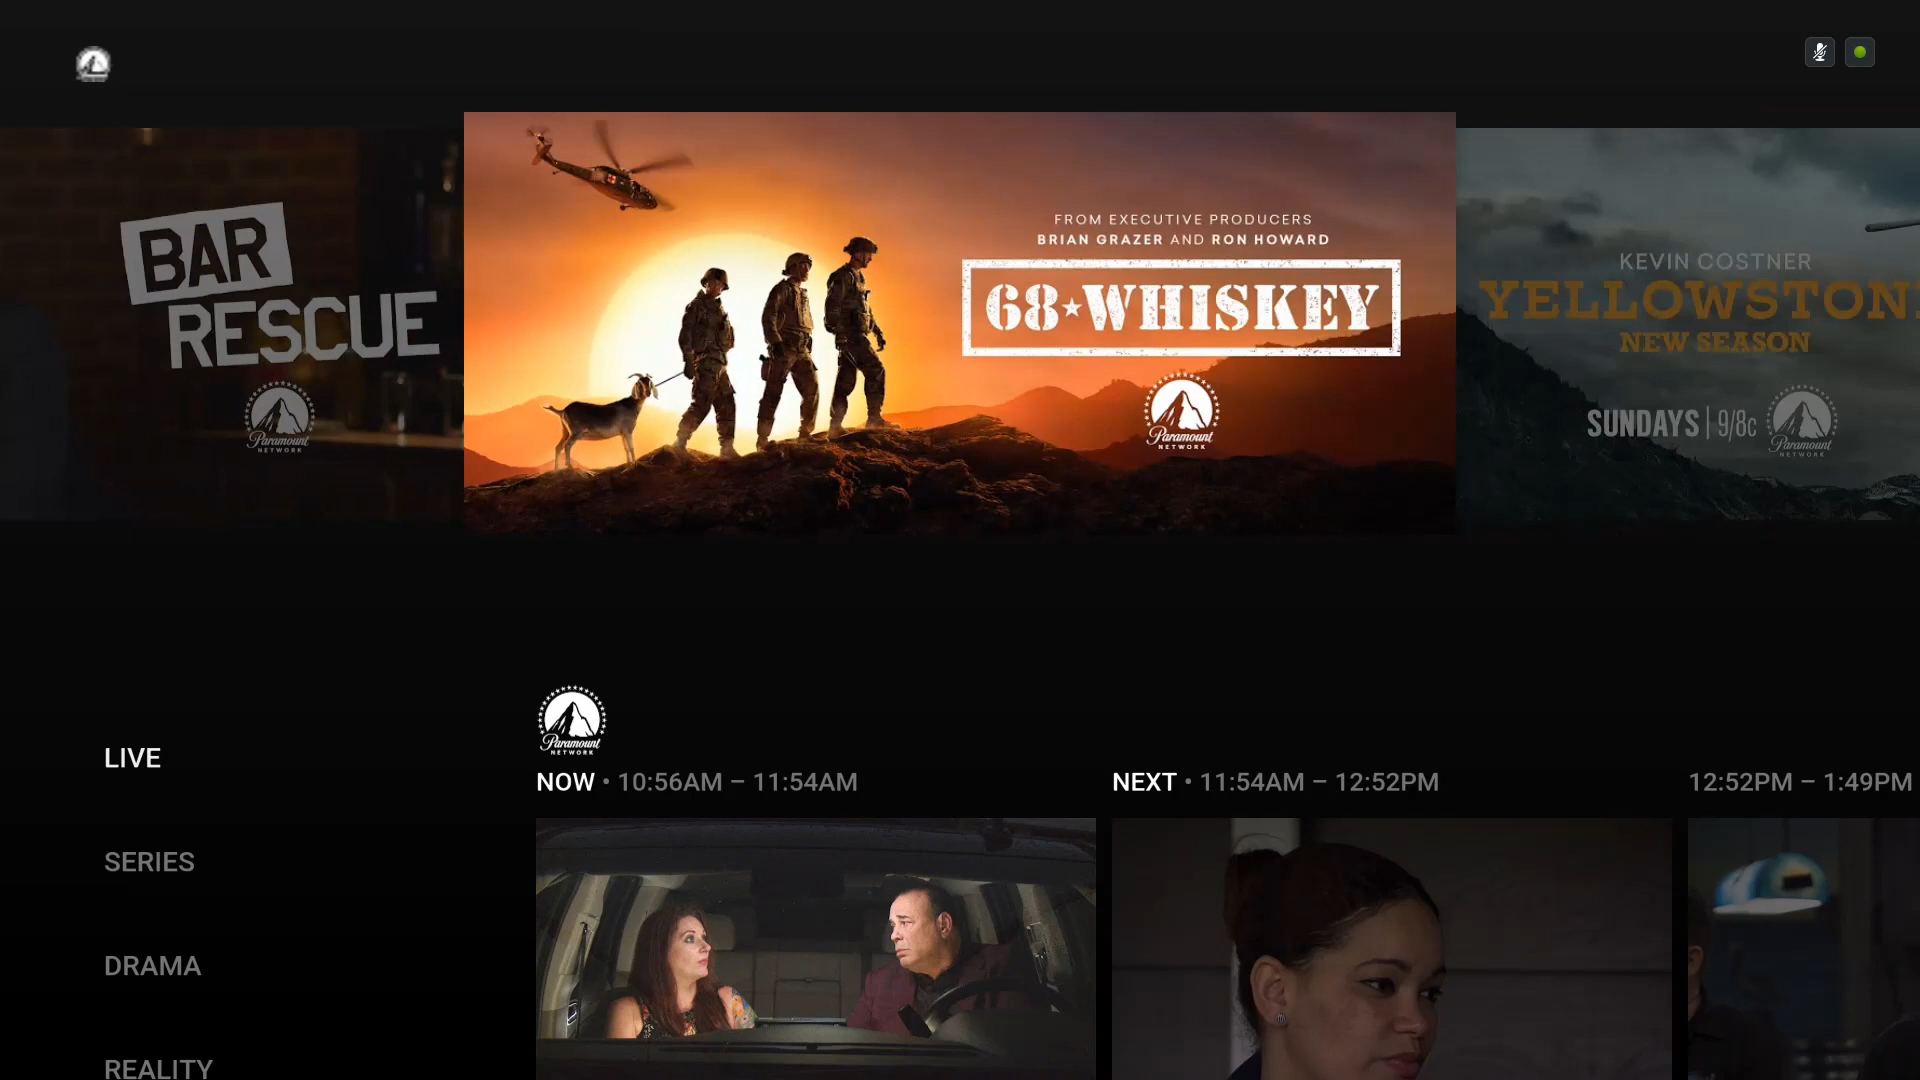 BAR
RESCUE
Paramount
NETWORK
FROM EXECUTIVE PRODUCERS
BRIAN GRAZER AND RON HOWARD
68★WHISKEY
Paramount
NETWORK
KEVIN COSTNER
YELLOWSTON
NEW SEASON
SUNDAYS | 9/8c
Paramount
NETWORK
Paramount
NETWORK
LIVE
SERIES
DRAMA
REALITY
NOW • 10:56AM – 11:54AM
NEXT • 11:54AM – 12:52PM
12:52PM – 1:49PM